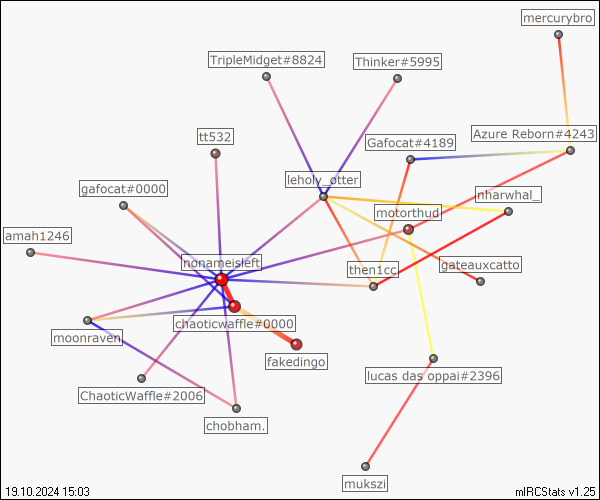 mercurybro
TripleMidget#8824
Thinker#5995
tt532
Gafocat#4189
Azure Reborn#4243
gafocat#0000
leholy_otter
motorthud
nharwhal_
amah1246
nonameisleft
then1cc
gateauxcatto
chaoticwaffle#0000
moonraven
fakedingo
lucas das oppai#2396
ChaoticWaffle#2006
chobham.
mukszi
19.10.2024 15:03
mIRCStats v1.25